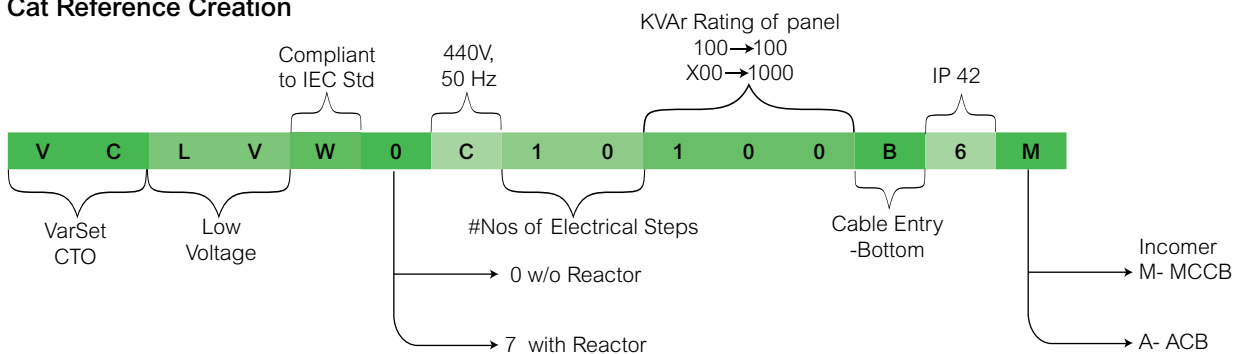 Cat Reference Creation
KVAr Rating of panel
100→100
X00→1000
Compliant
to IEC Std
440V,
50 Hz
IP 42
V C L V W 0 C 1 0 1 0 0 B 6 M
VarSet
CTO
Low
Voltage
#Nos of Electrical Steps
Cable Entry
-Bottom
0 w/o Reactor
7 with Reactor
Incomer
M- MCCB
A- ACB